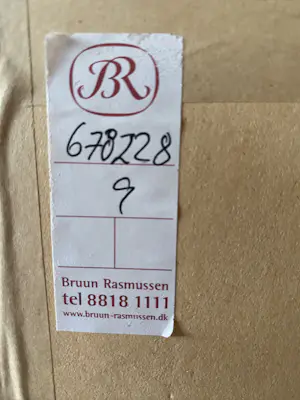 BR
678228
9
Bruun Rasmussen
tel 8818 1111
www.bruun-rasmussen.dk